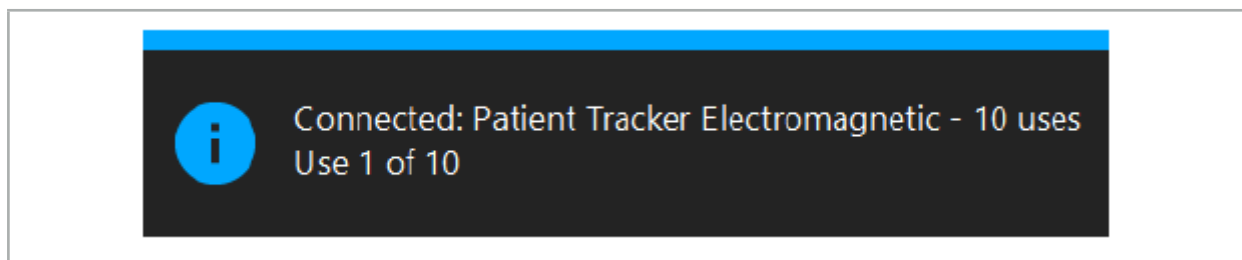 Connected: Patient Tracker Electromagnetic - 10 uses
Use 1 of 10